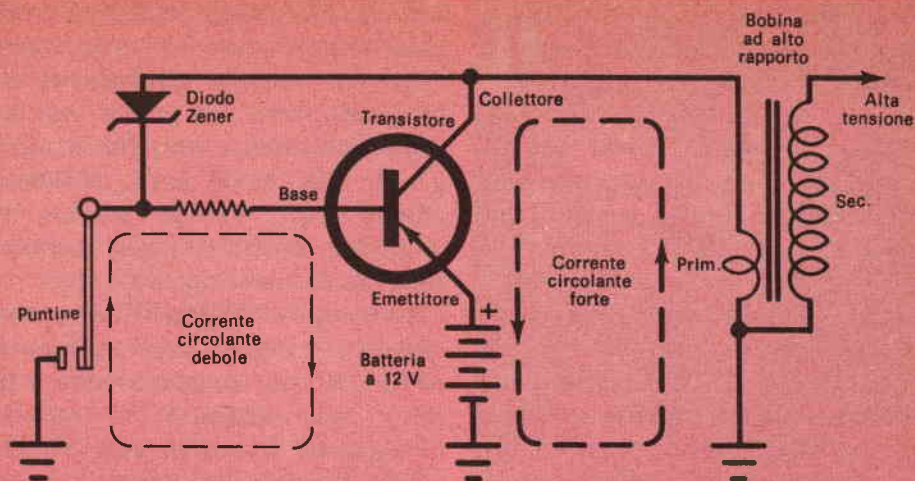 Bobina
ad alto
rapporto
Diodo
Zener
Transistore
Collettore
Alta
tensione
Base
Sec.
Puntine
Corrente
circolante
debole
Emettitore
+
Corrente
circolante
forte
Prim.
Batteria
a 12 V